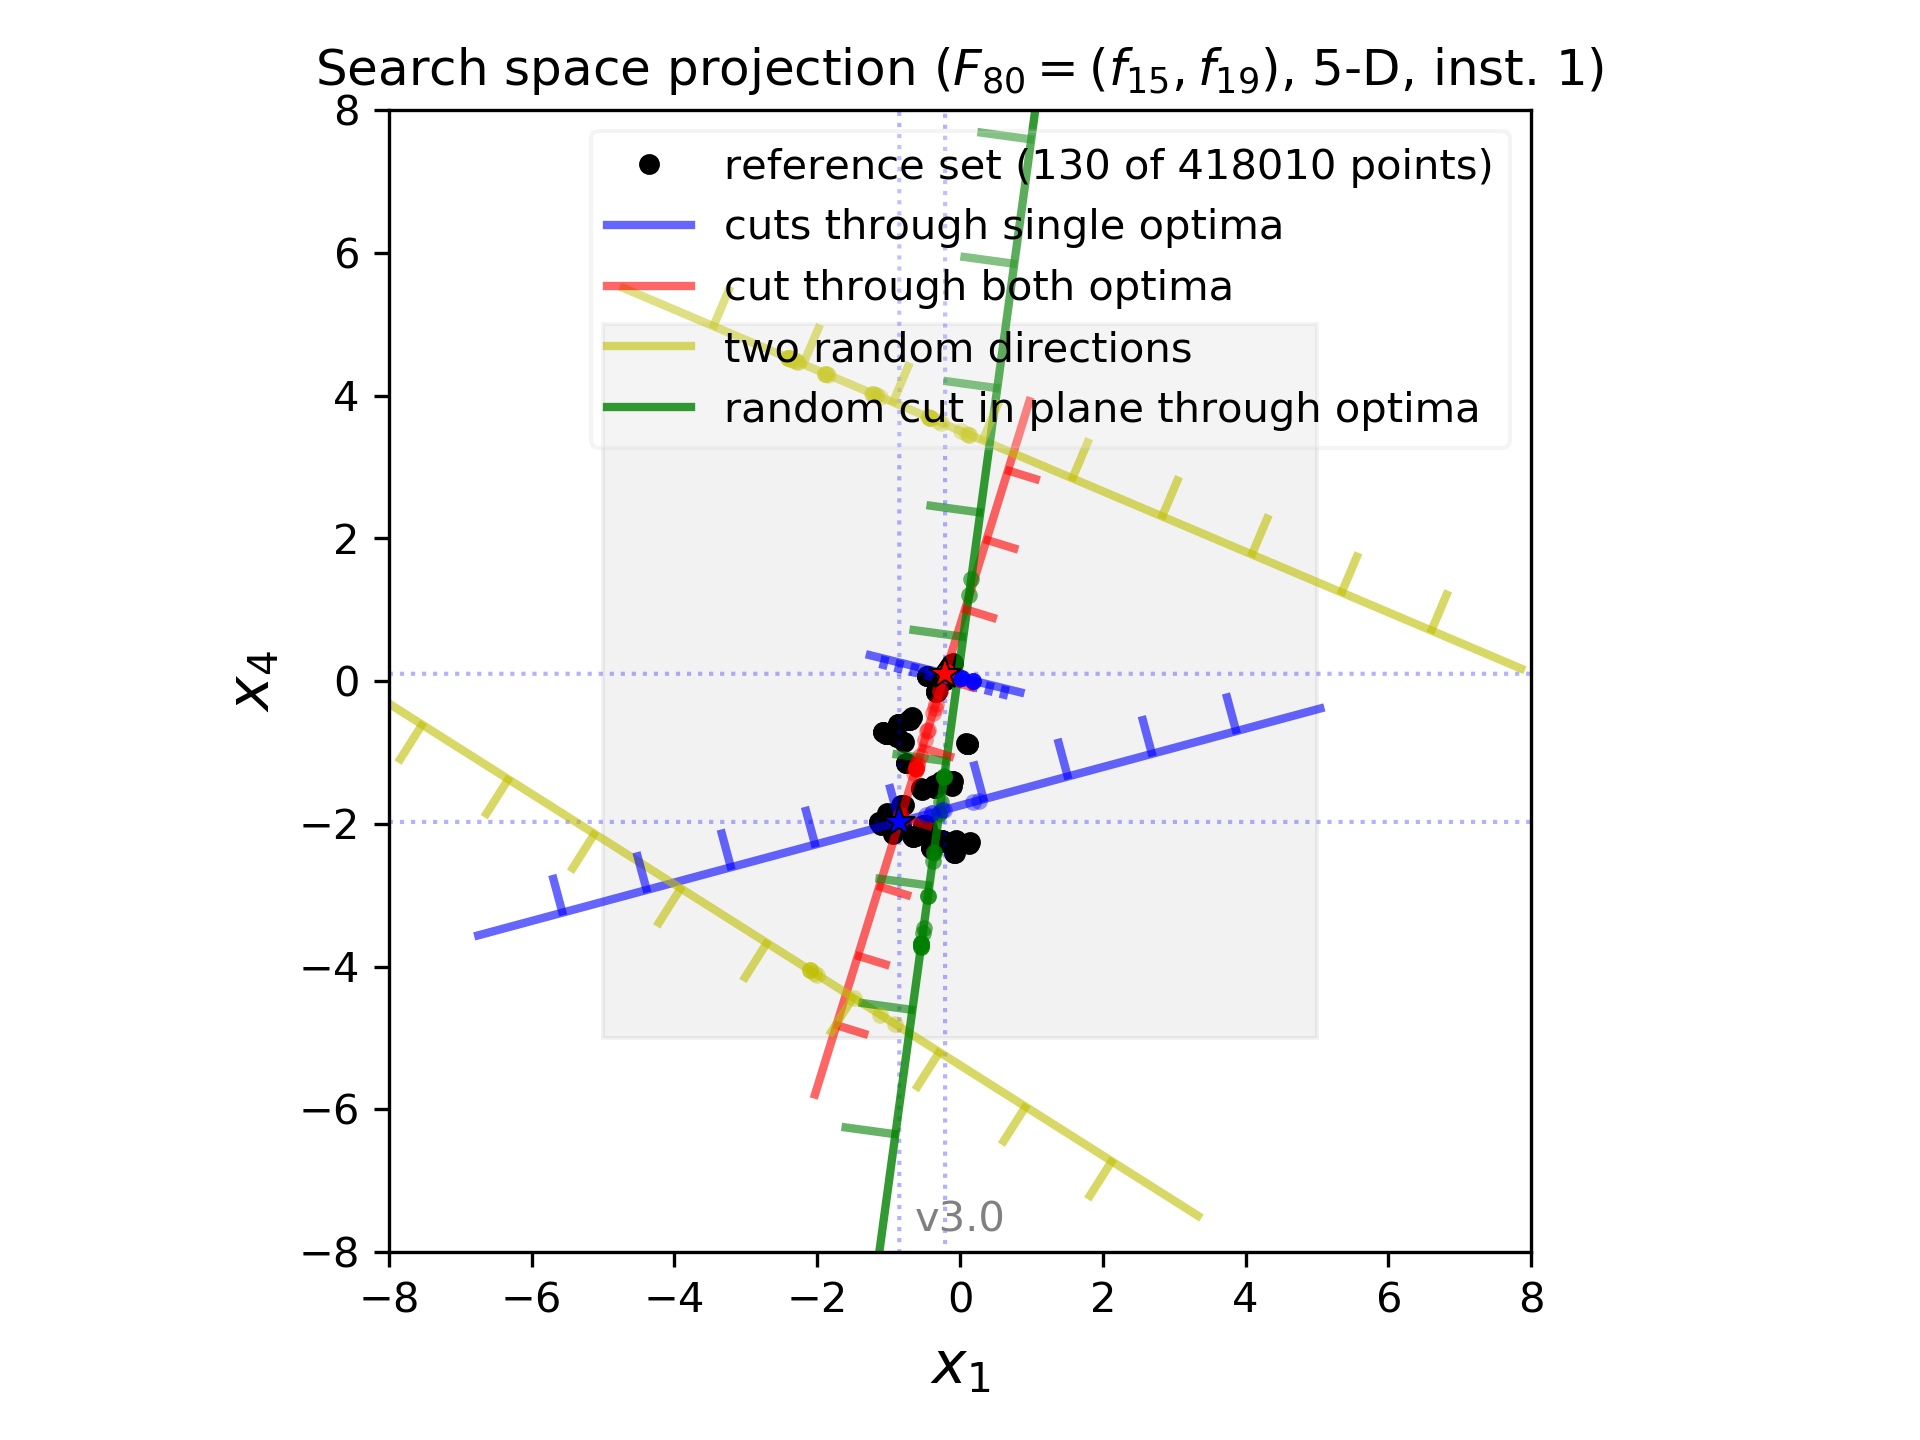 Search space projection (F₈₀ = (f₁₅, f₁₉), 5-D, inst. 1)
reference set (130 of 418010 points)
cuts through single optima
cut through both optima
two random directions
random cut in plane through optima
8
6
4
2
0
−2
−4
−6
−8
x₄
v3.0
−8 −6 −4 −2 0 2 4 6 8
x₁